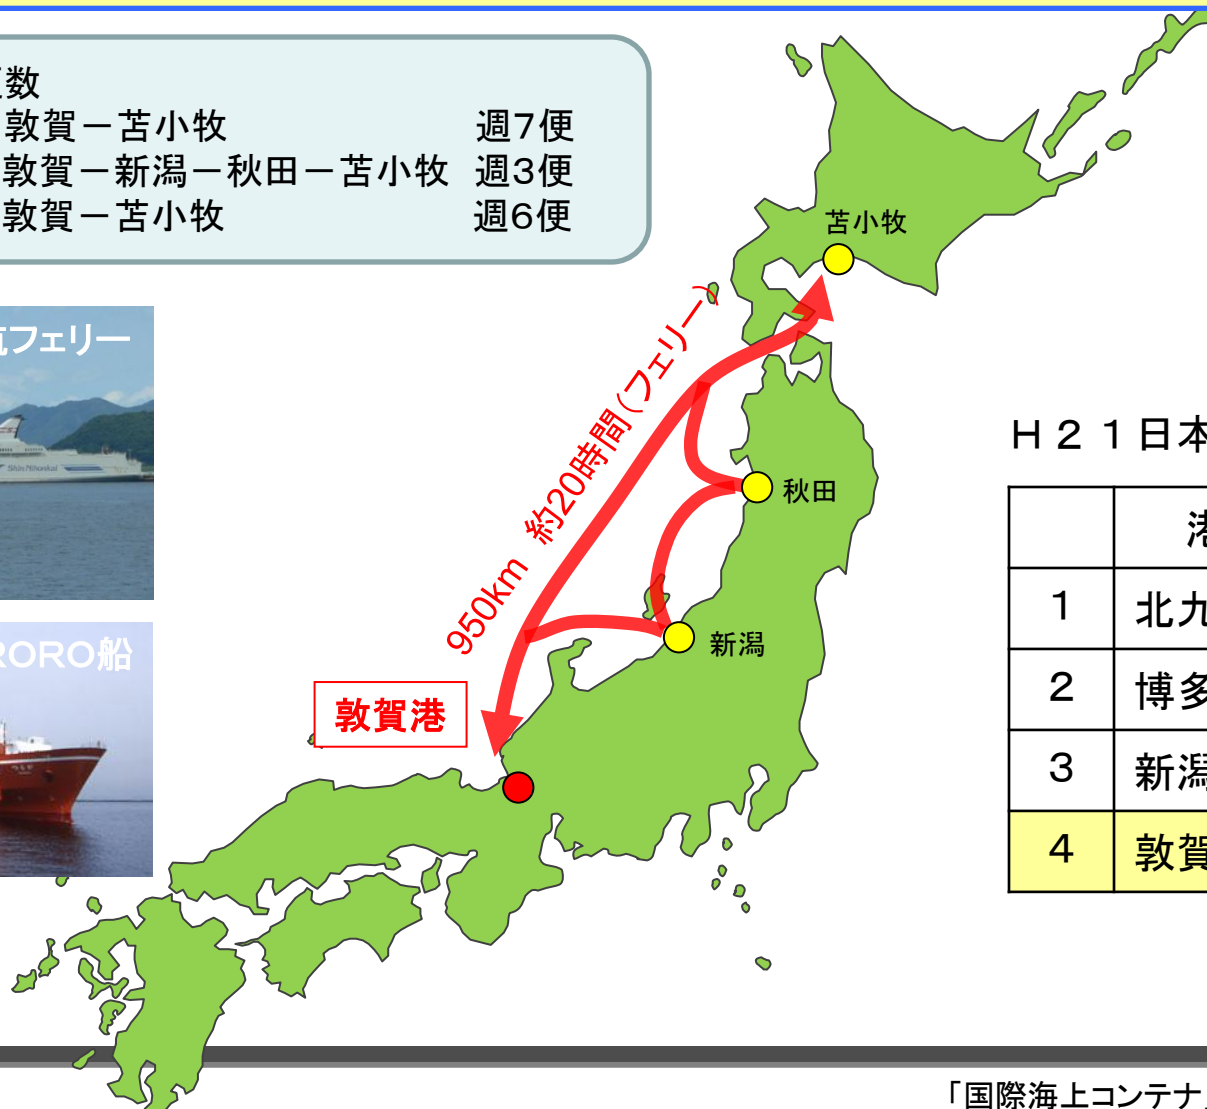 数
敦賀－苫小牧 週7便
敦賀－新潟－秋田－苫小牧 週3便
敦賀－苫小牧 週6便
フェリー
Shin Nihonkai
RORO船
苫小牧
950km 約20時間（フェリー）
秋田
新潟
敦賀港
H21日本
港
1 北九
2 博多
3 新潟
4 敦賀
「国際海上コンテナ